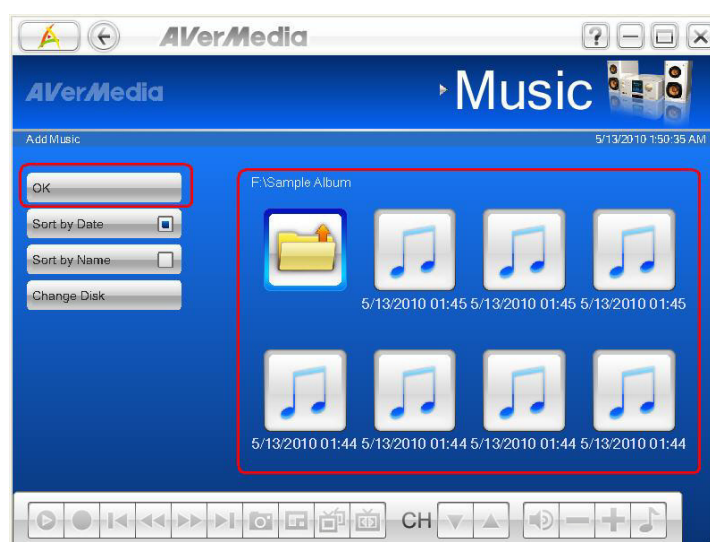 AVerMedia
?
AVerMedia
Music
Add Music
5/13/2010 1:50:35 AM
OK
Sort by Date
Sort by Name
Change Disk
F:\Sample Album
5/13/2010 01:45 5/13/2010 01:45 5/13/2010 01:45
5/13/2010 01:44 5/13/2010 01:44 5/13/2010 01:44 5/13/2010 01:44
CH